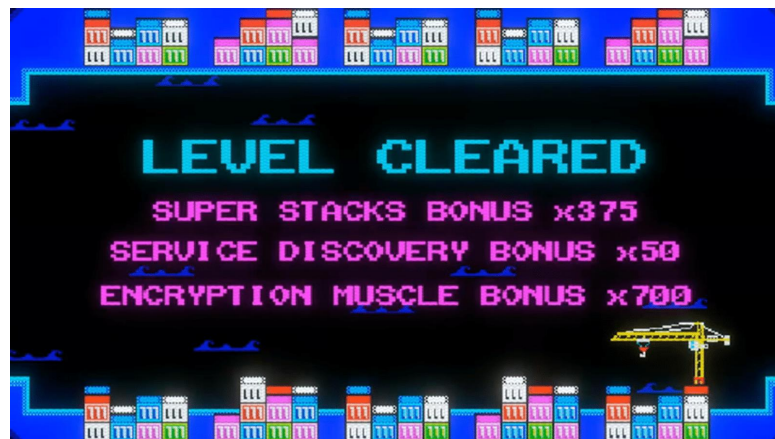 LEVEL CLEARED
SUPER STACKS BONUS x375
SERVICE DISCOVERY BONUS x50
ENCRYPTION MUSCLE BONUS x700